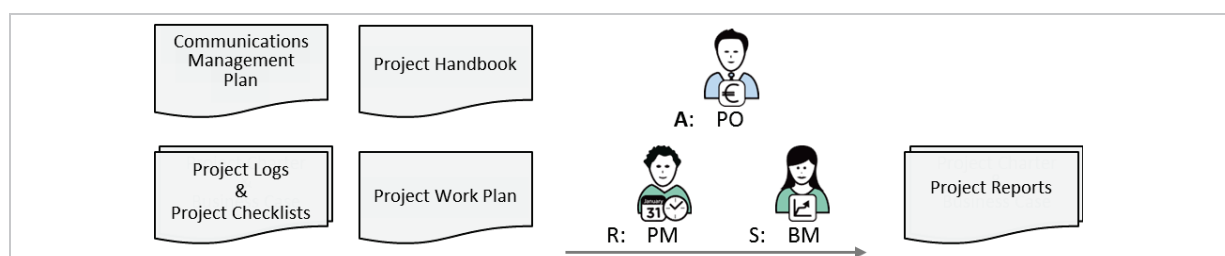 Communications
Management
Plan
Project Handbook
€
A: PO
Project Logs
&
Project Checklists
Project Work Plan
January
31
R: PM
S: BM
Project Reports